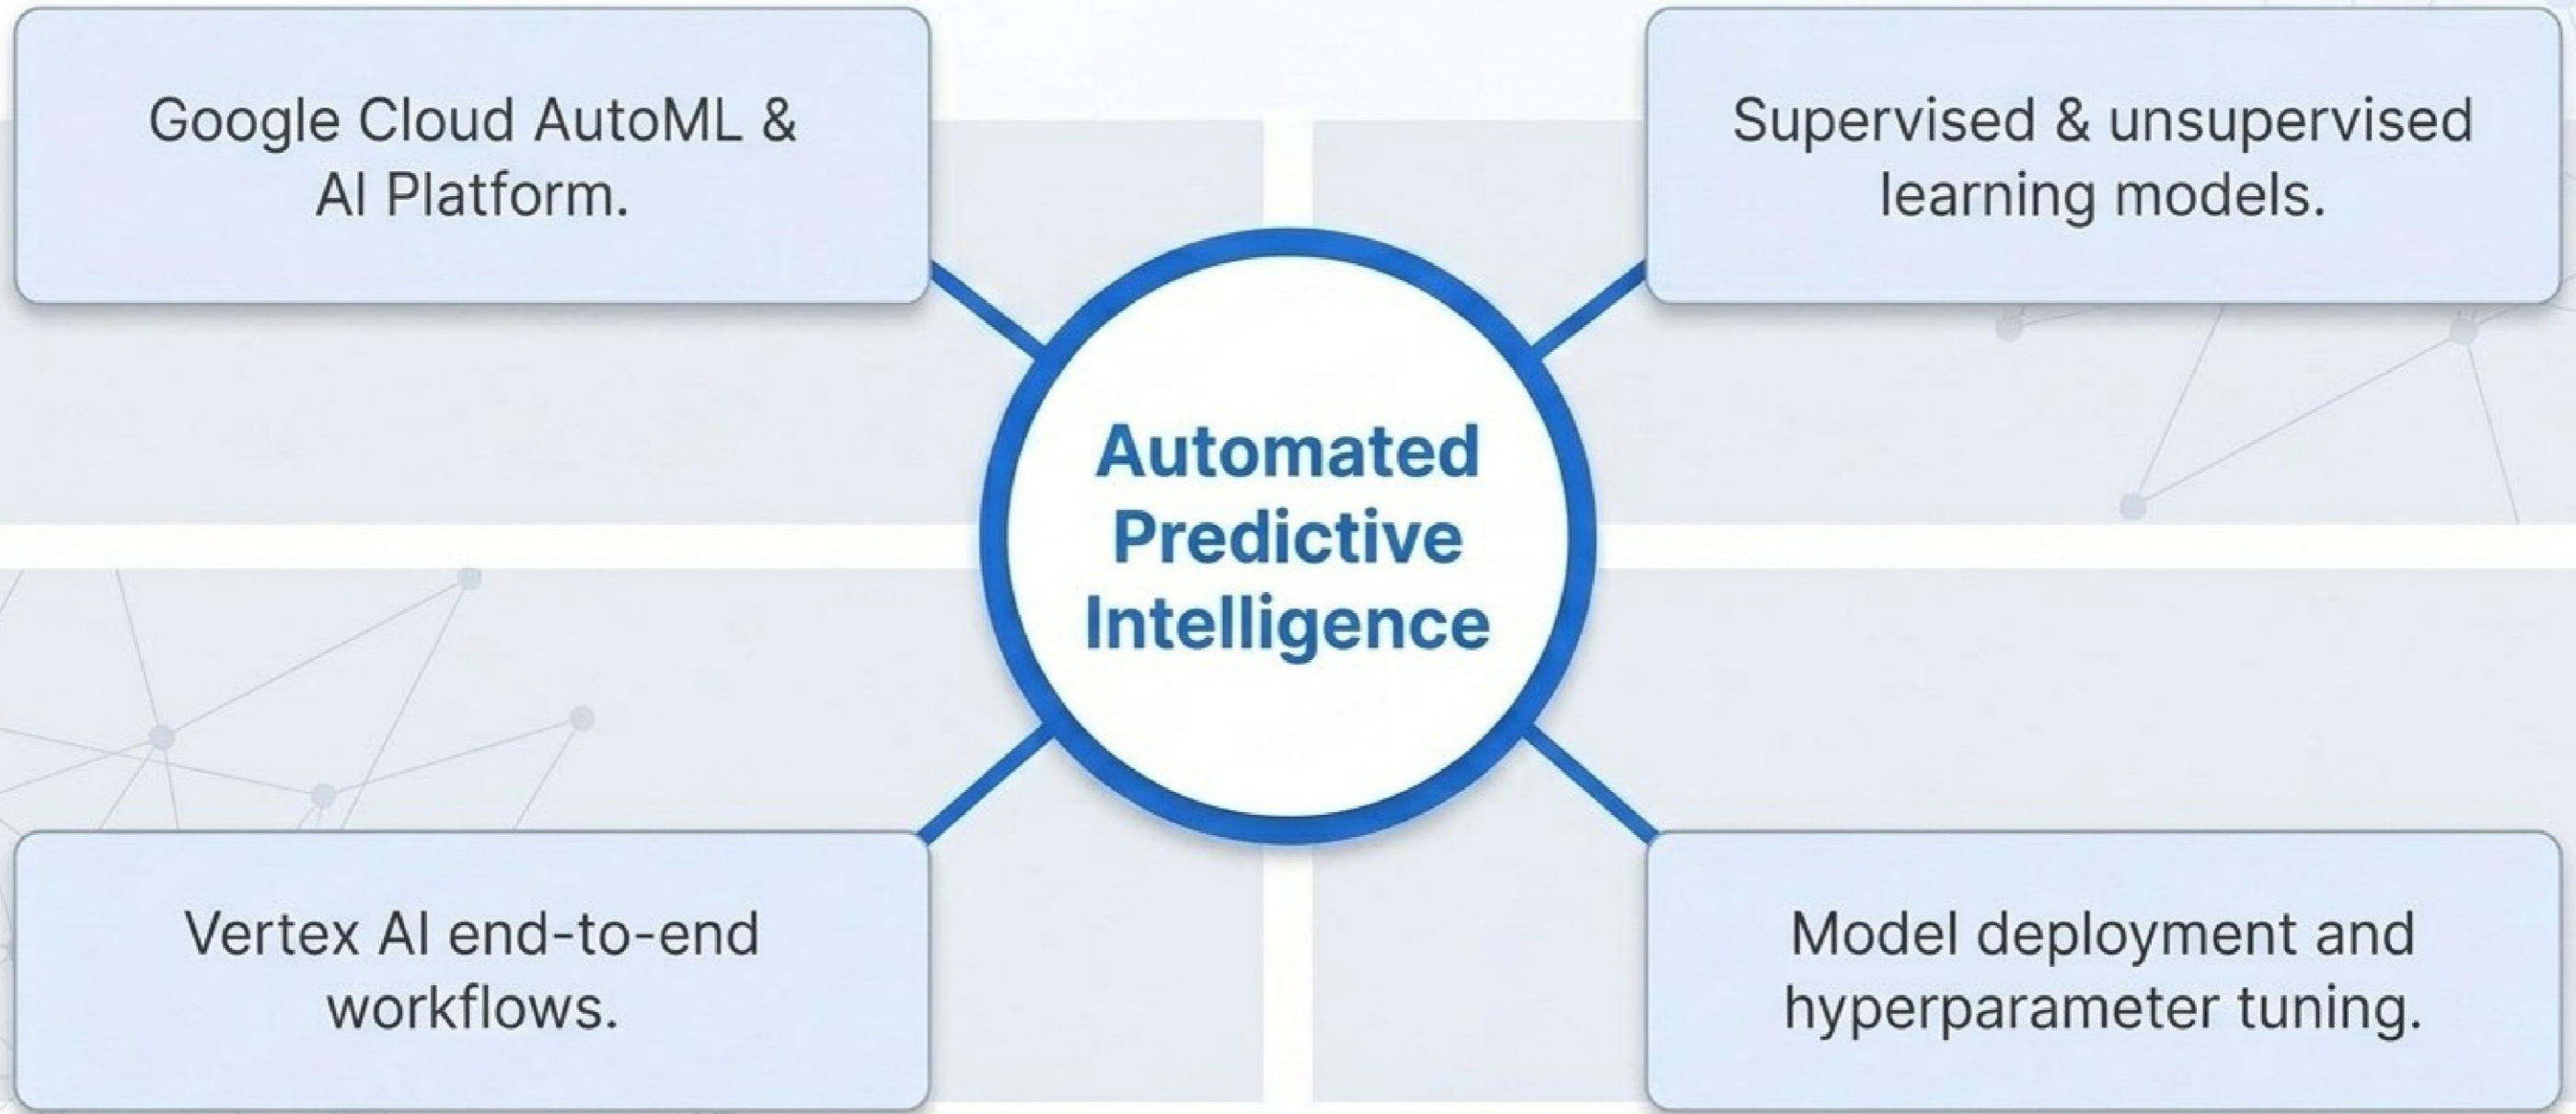 Google Cloud AutoML &
AI Platform.
Supervised & unsupervised
learning models.
Automated
Predictive
Intelligence
Vertex AI end-to-end
workflows.
Model deployment and
hyperparameter tuning.